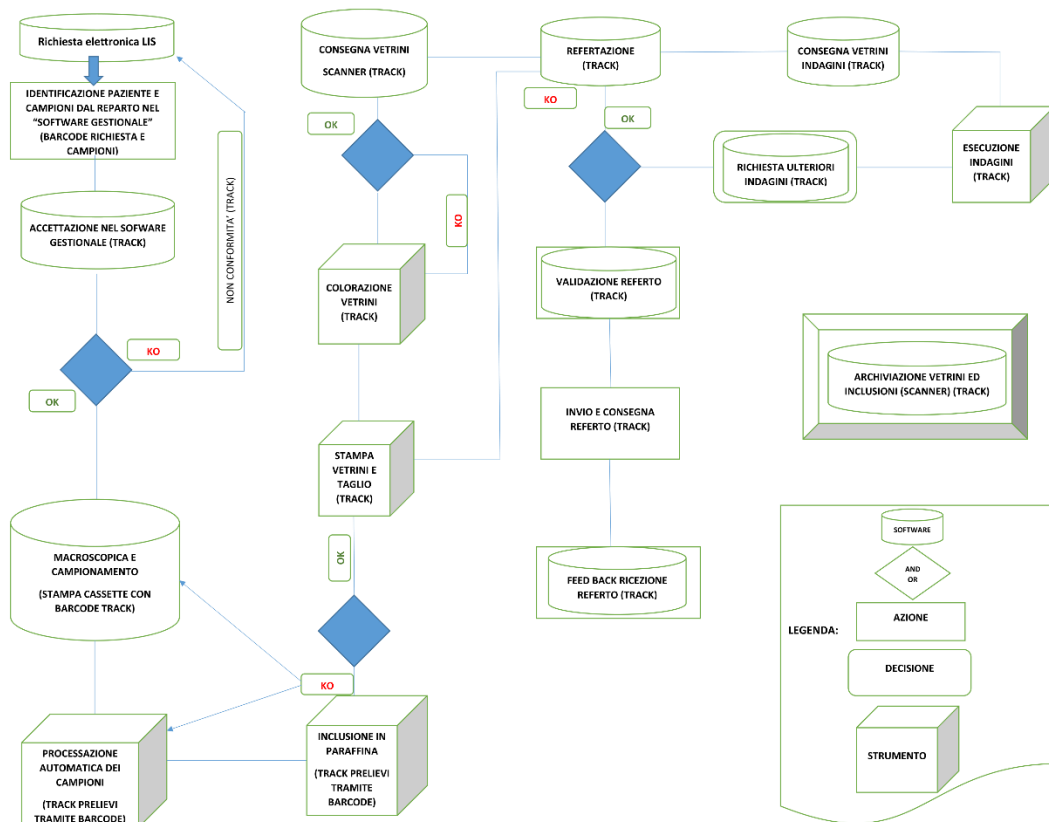 Richiesta elettronica LIS
IDENTIFICAZIONE PAZIENTE E
CAMPIONI DAL REPARTO NEL
“SOFTWARE GESTIONALE”
(BARCODE RICHIESTA E
CAMPIONI)
ACCETTAZIONE NEL SOFWARE
GESTIONALE (TRACK)
NON CONFORMITA’ (TRACK)
KO
OK
MACROSCOPICA E
CAMPIONAMENTO
(STAMPA CASSETTE CON
BARCODE TRACK)
PROCESSAZIONE
AUTOMATICA DEI
CAMPIONI
(TRACK PRELIEVI
TRAMITE BARCODE)
CONSEGNA VETRINI
SCANNER (TRACK)
OK
KO
COLORAZIONE
VETRINI
(TRACK)
STAMPA
VETRINI E
TAGLIO
(TRACK)
OK
KO
INCLUSIONE IN
PARAFFINA
(TRACK PRELIEVI
TRAMITE
BARCODE)
REFERTAZIONE
(TRACK)
KO
OK
VALIDAZIONE REFERTO
(TRACK)
INVIO E CONSEGNA
REFERTO (TRACK)
FEED BACK RICEZIONE
REFERTO (TRACK)
CONSEGNA VETRINI
INDAGINI (TRACK)
RICHIESTA ULTERIORI
INDAGINI (TRACK)
ESECUZIONE
INDAGINI
(TRACK)
ARCHIVIAZIONE VETRINI ED
INCLUSIONI (SCANNER) (TRACK)
LEGENDA:
SOFTWARE
AND
OR
AZIONE
DECISIONE
STRUMENTO